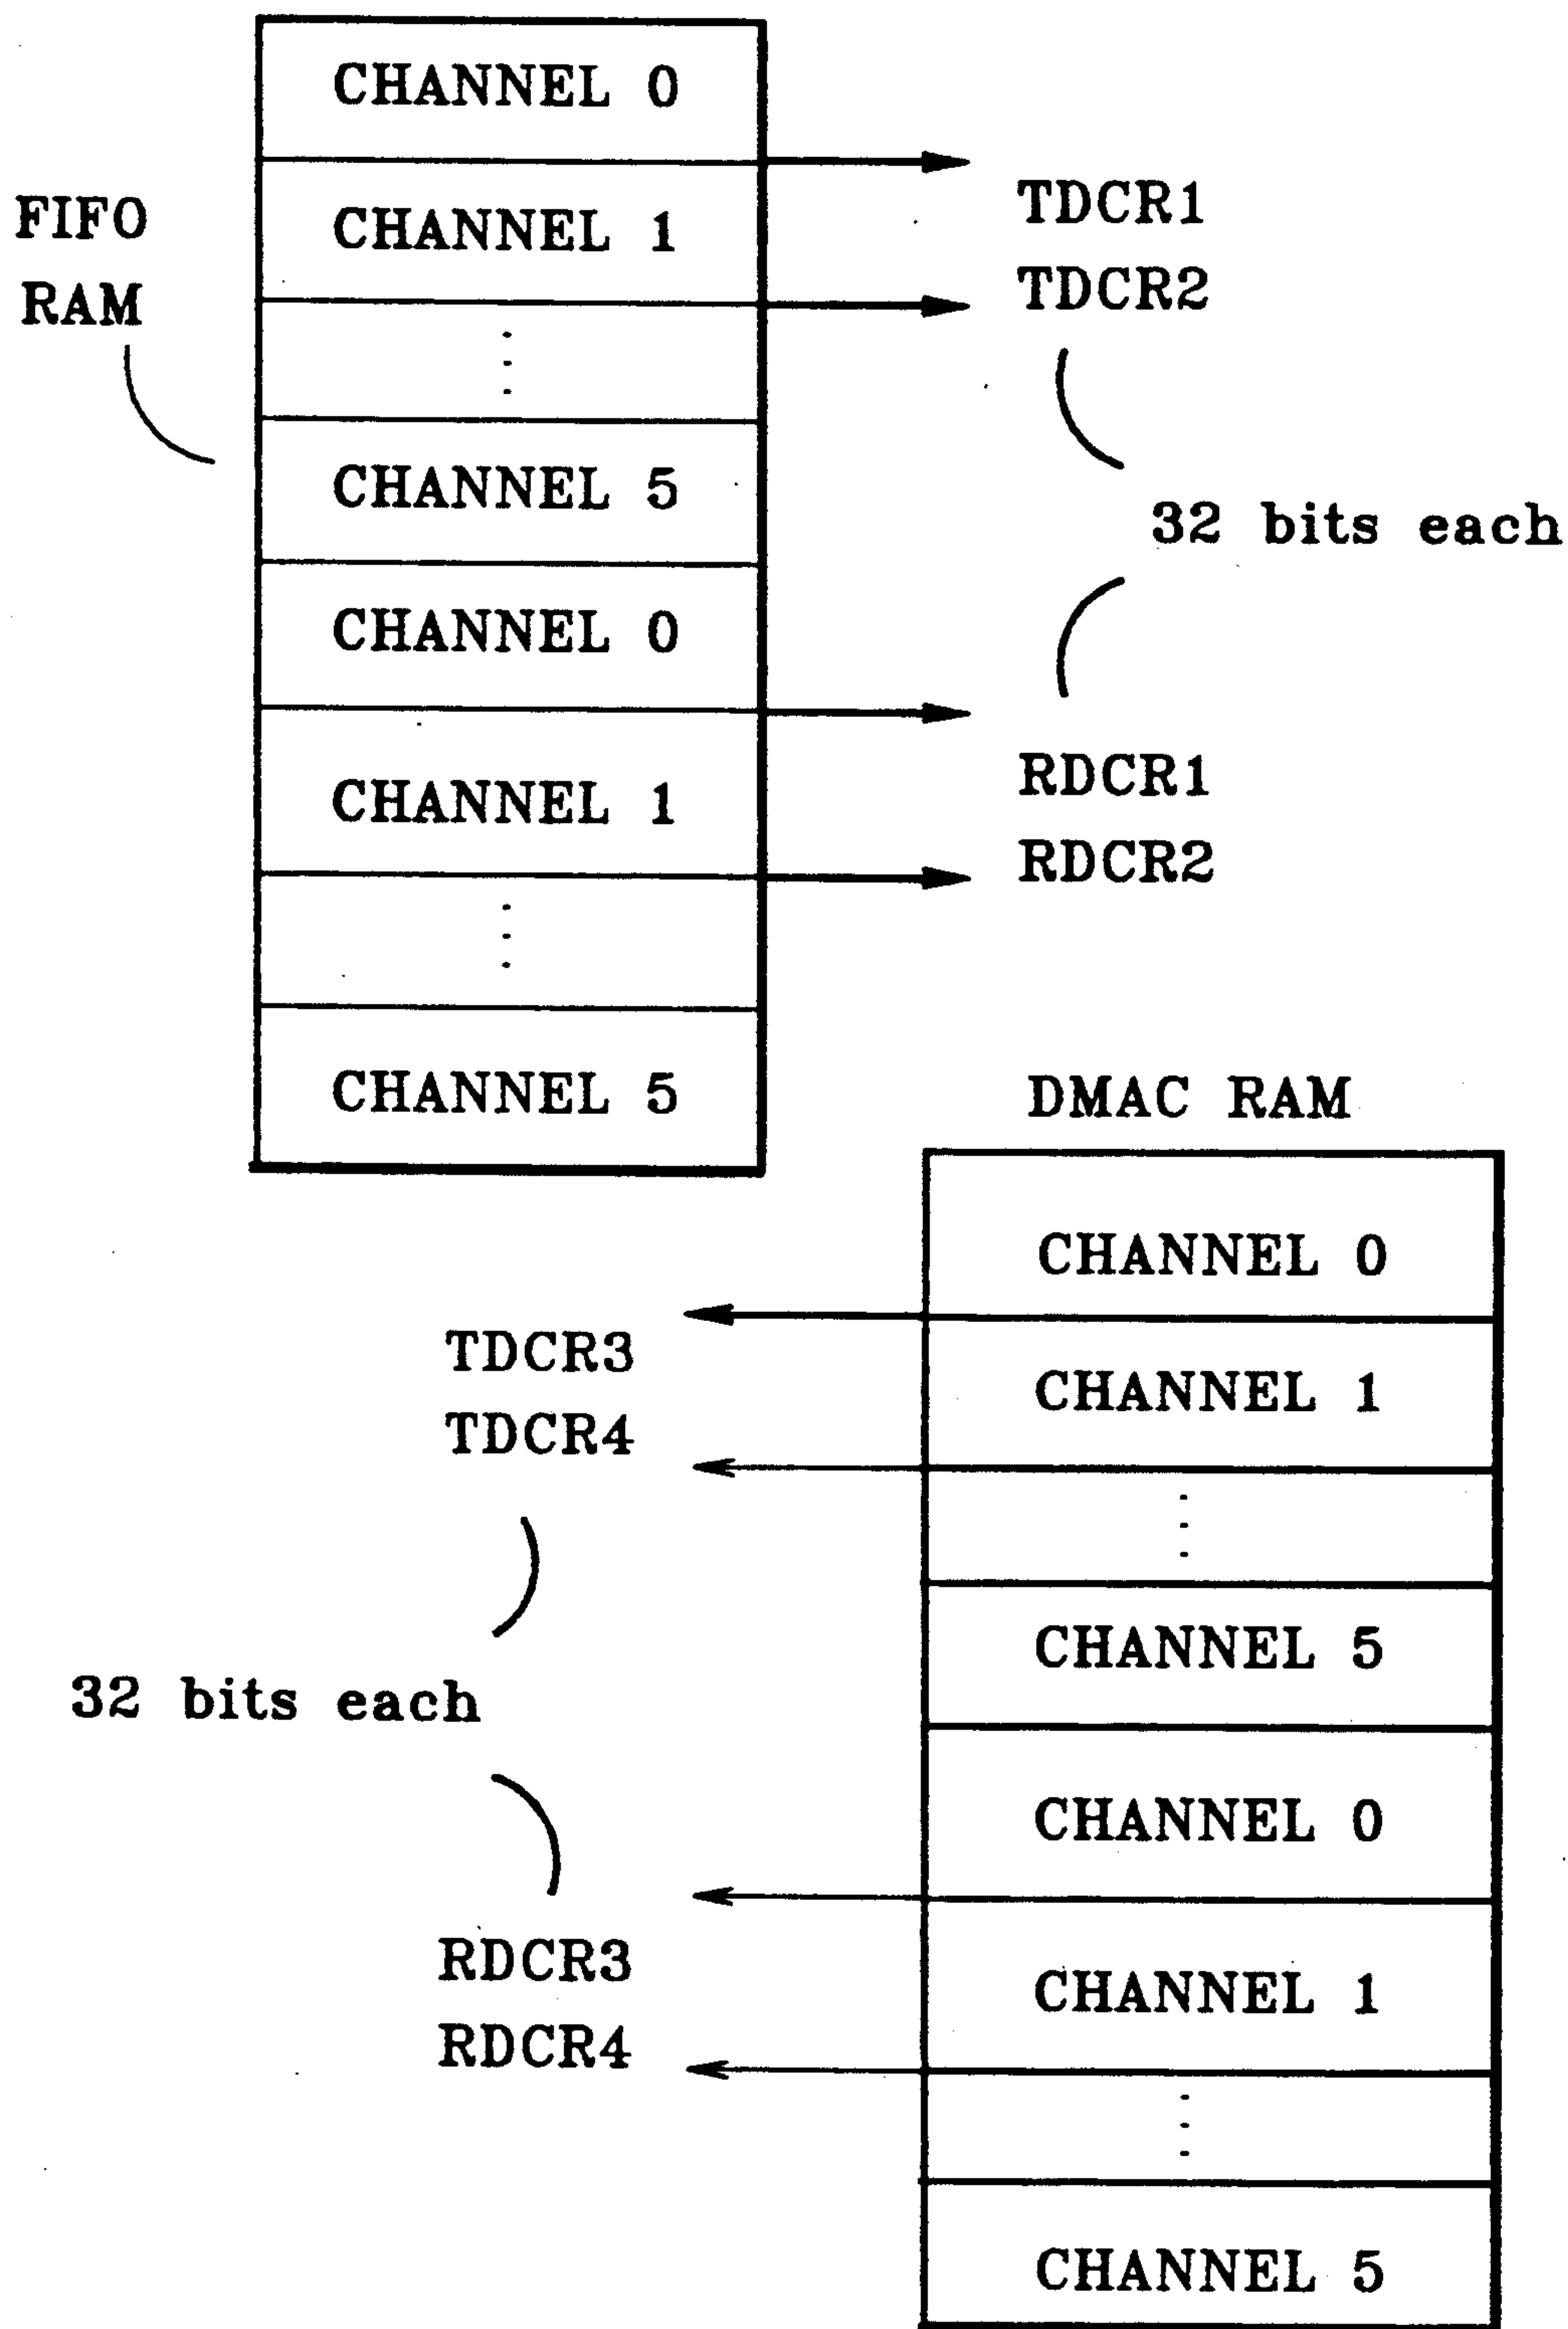 FIFO
RAM
CHANNEL 0
CHANNEL 1
CHANNEL 5
CHANNEL 0
CHANNEL 1
CHANNEL 5
TDCR1
TDCR2
32 bits each
RDCR1
RDCR2
DMAC RAM
CHANNEL 0
CHANNEL 1
CHANNEL 5
CHANNEL 0
CHANNEL 1
CHANNEL 5
TDCR3
TDCR4
32 bits each
RDCR3
RDCR4